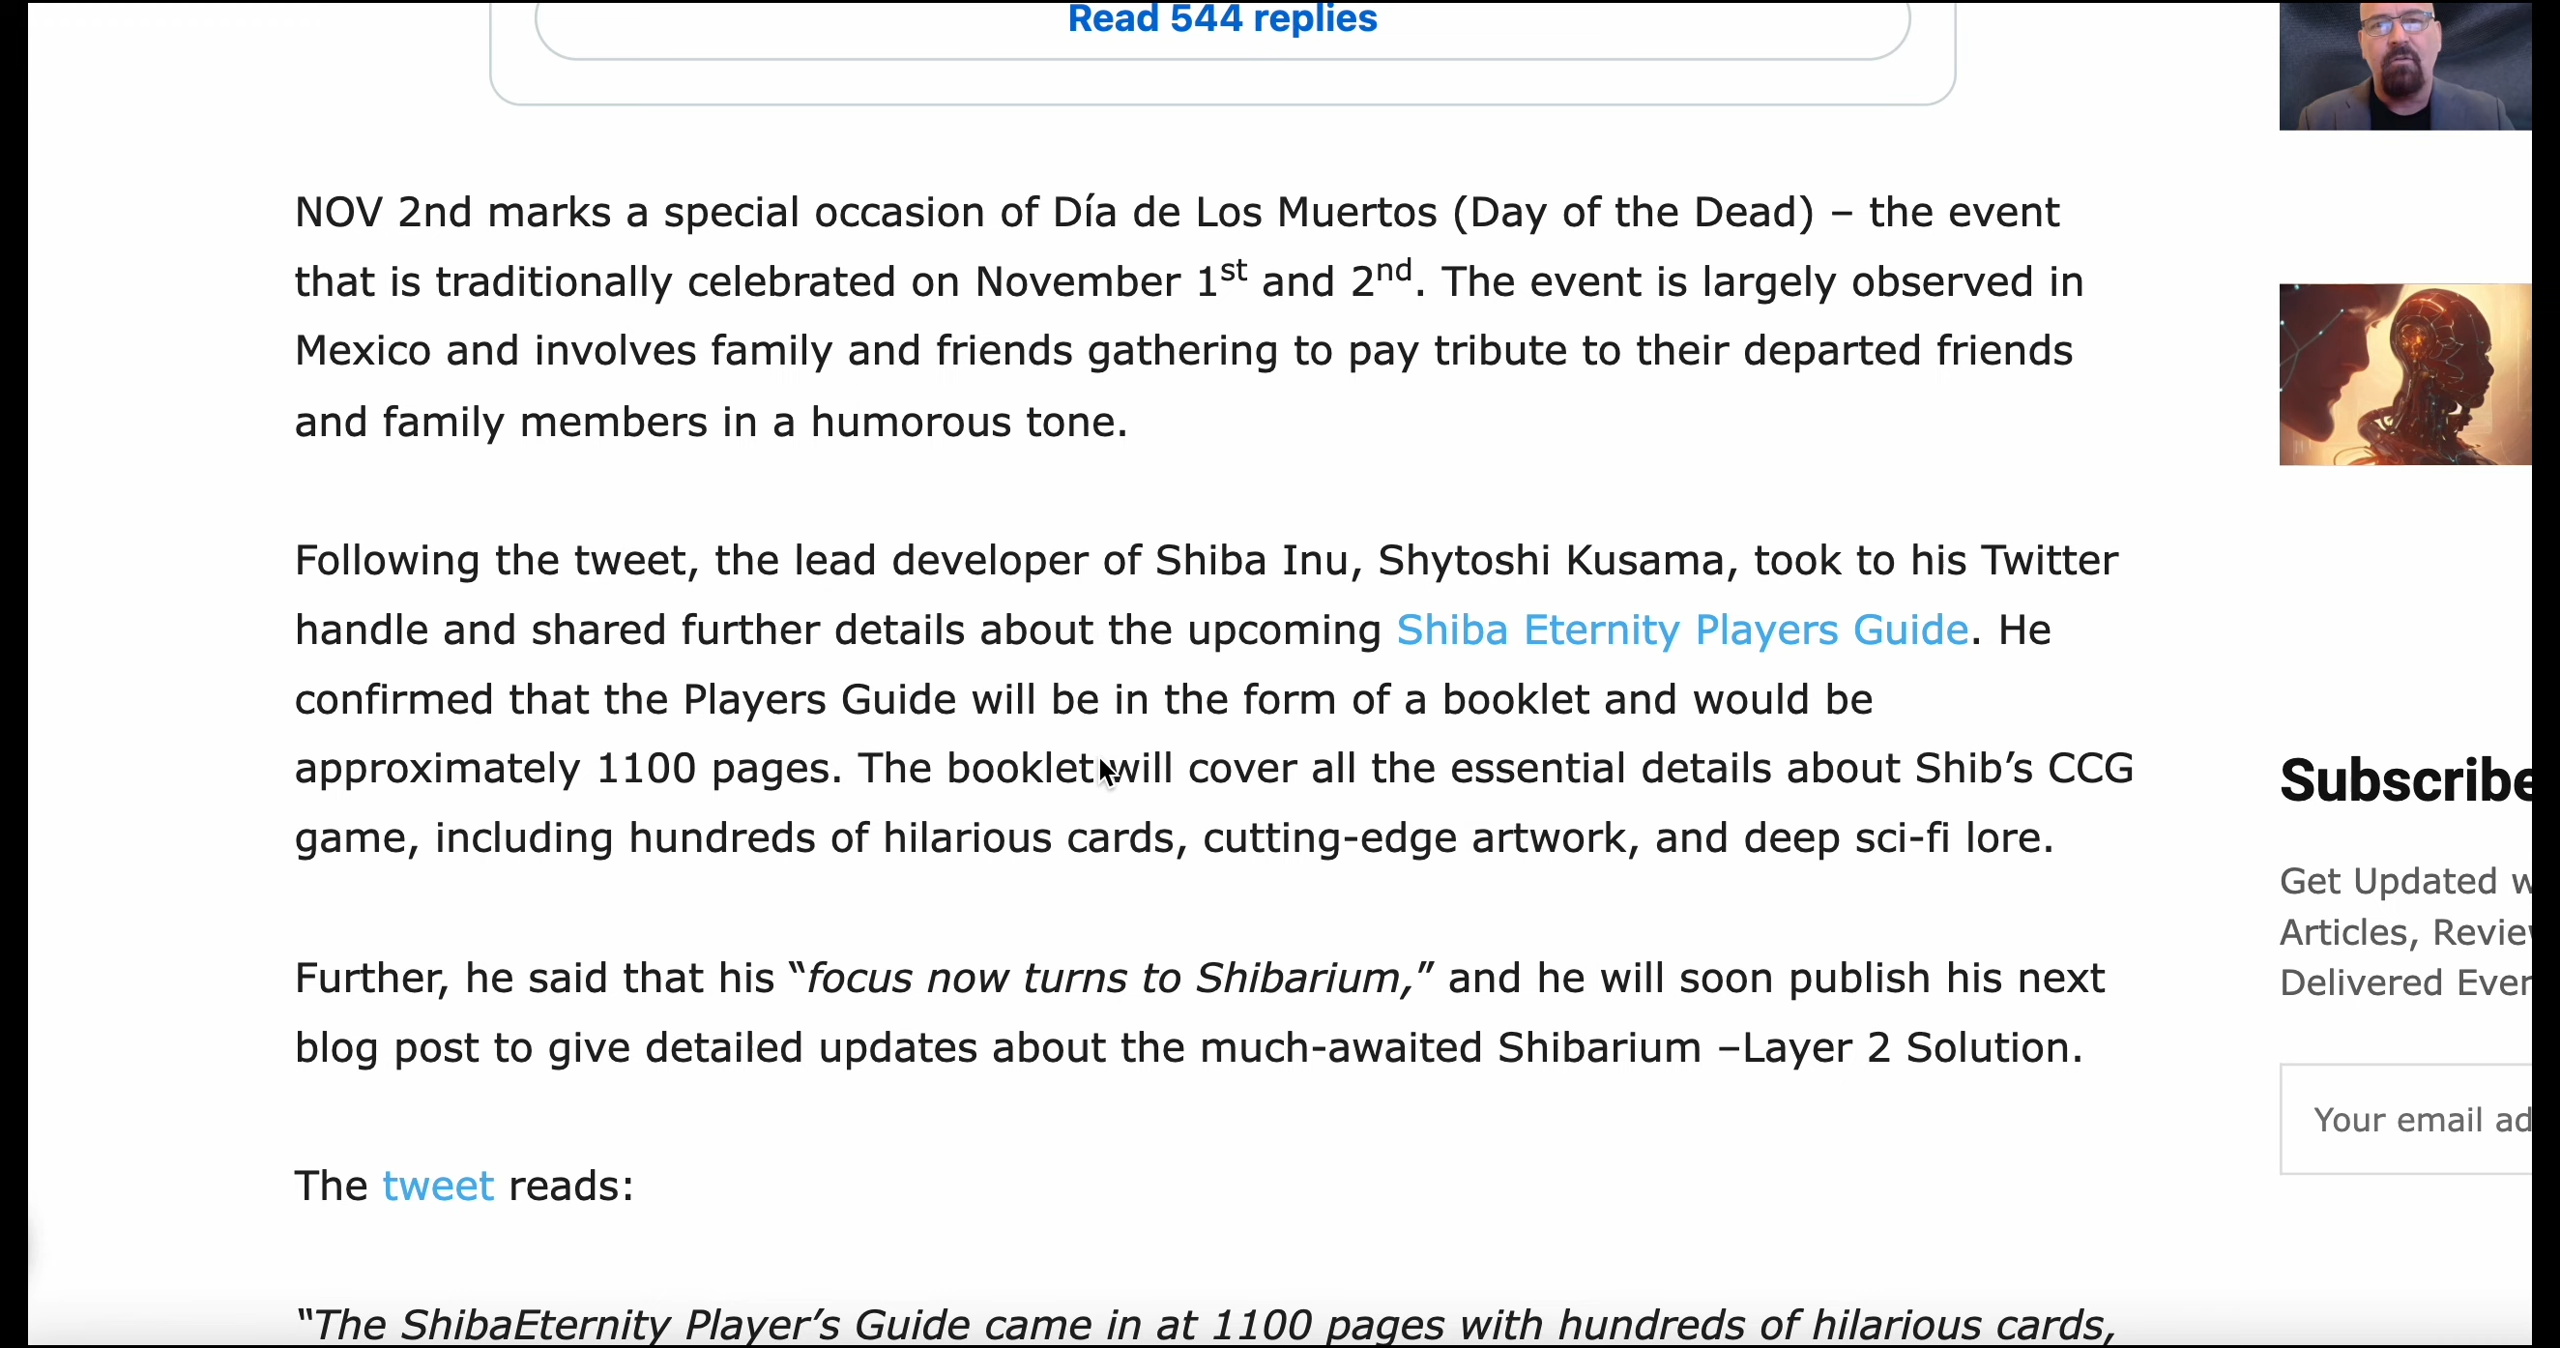 Read 544 replies
NOV 2nd marks a special occasion of Día de Los Muertos (Day of the Dead) – the event
that is traditionally celebrated on November 1st and 2nd. The event is largely observed in
Mexico and involves family and friends gathering to pay tribute to their departed friends
and family members in a humorous tone.
Following the tweet, the lead developer of Shiba Inu, Shytoshi Kusama, took to his Twitter
handle and shared further details about the upcoming Shiba Eternity Players Guide. He
confirmed that the Players Guide will be in the form of a booklet and would be
approximately 1100 pages. The booklet will cover all the essential details about Shib’s CCG
game, including hundreds of hilarious cards, cutting-edge artwork, and deep sci-fi lore.
Further, he said that his “focus now turns to Shibarium,” and he will soon publish his next
blog post to give detailed updates about the much-awaited Shibarium –Layer 2 Solution.
The tweet reads:
“The ShibaEternity Player’s Guide came in at 1100 pages with hundreds of hilarious cards,
Subscribe
Get Updated
Articles,
Delivered
Your email